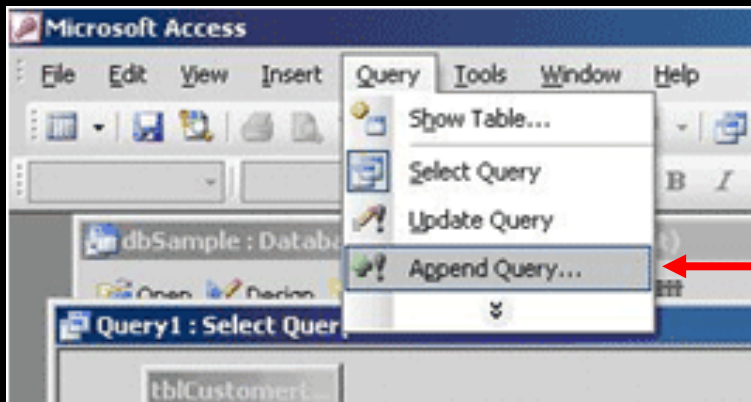 Microsoft Access
File Edit View Insert Query Tools Window Help
Show Table...
Select Query
B I
Update Query
dbSample : Databa
Append Query...
Open Design
Query1 : Select Quer
tblCustomer